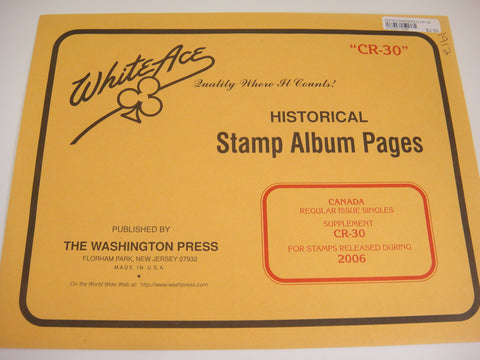 "CR-30"
White Ace
Quality Where It Counts!
HISTORICAL
Stamp Album Pages
CANADA
REGULAR ISSUE SINGLES
SUPPLEMENT
CR-30
FOR STAMPS RELEASED DURING
2006
PUBLISHED BY
THE WASHINGTON PRESS
FLORHAM PARK, NEW JERSEY 07932
MADE IN U.S.A.
On the World Wide Web at: http://www.washpress.com